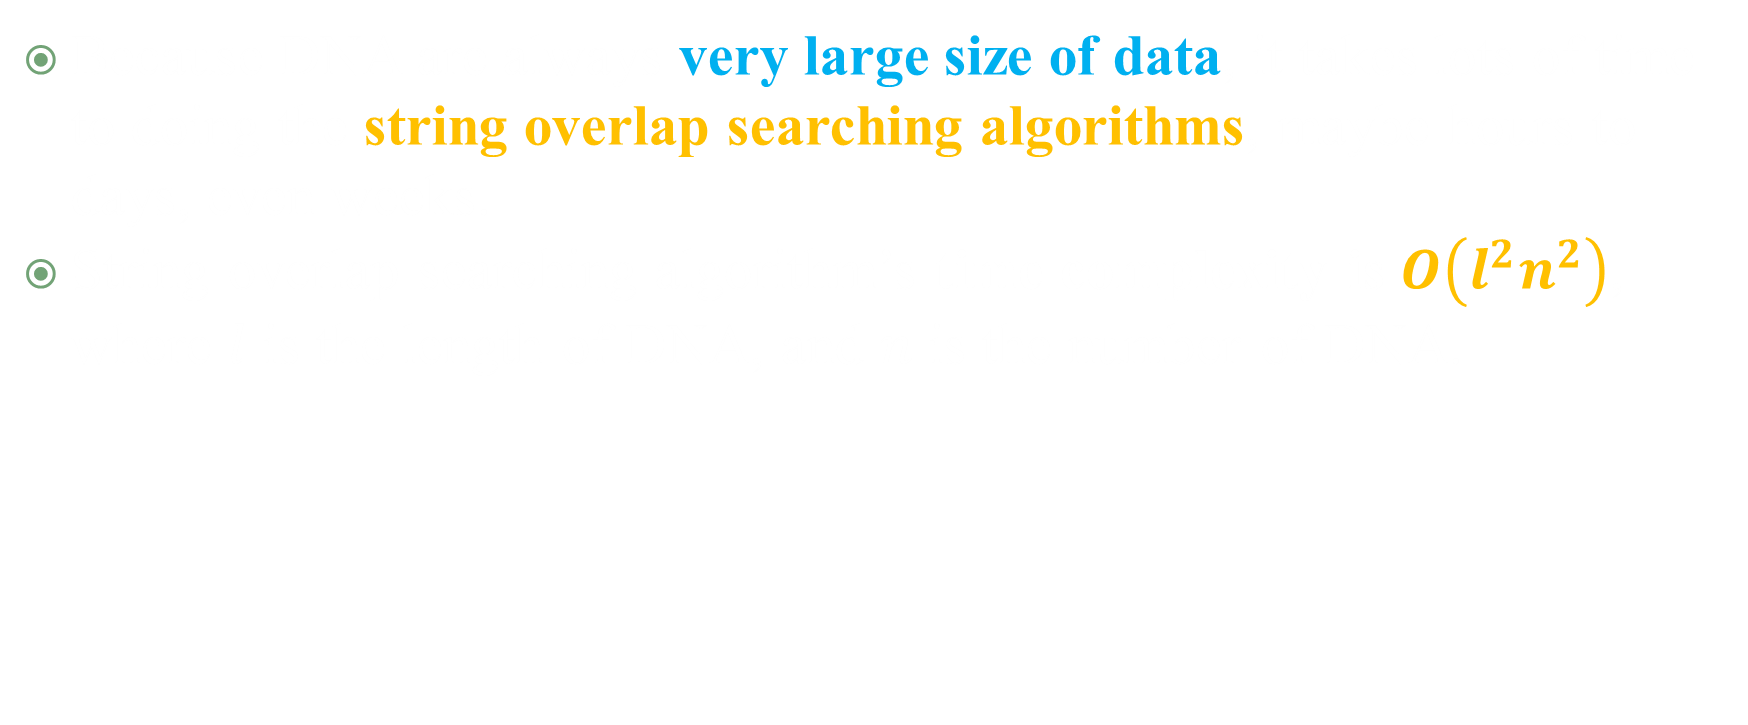 very large size of data
string overlap searching algorithms
O(l²n²)